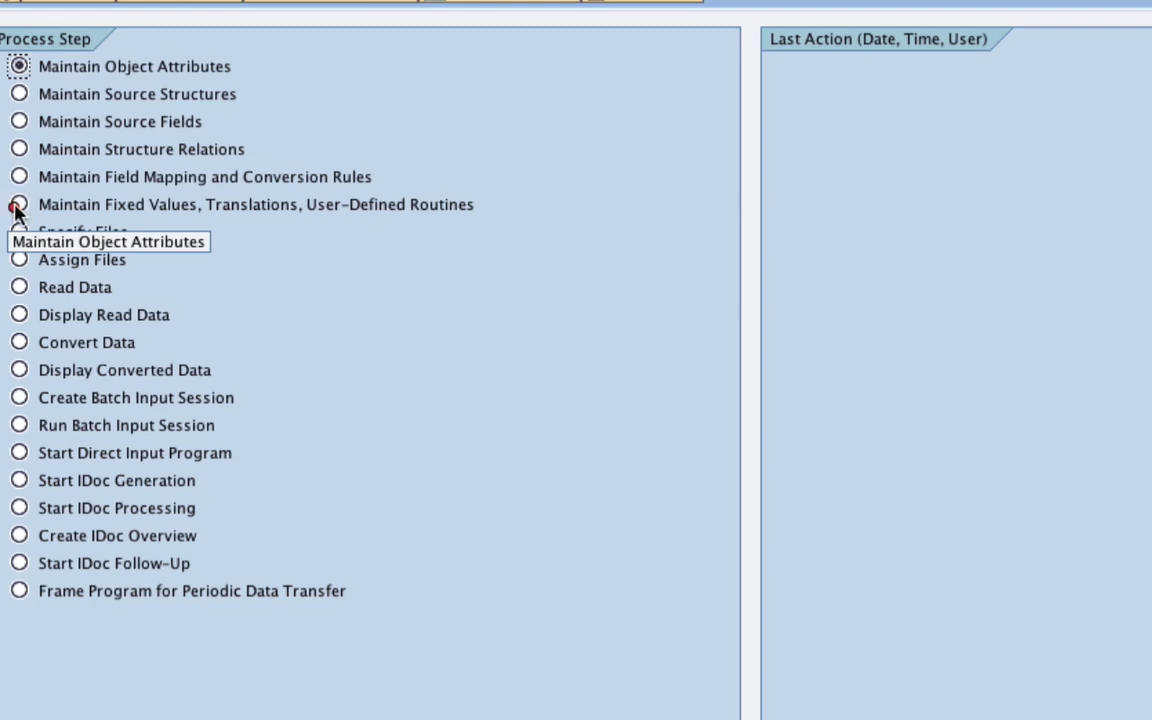 Process Step
Last Action (Date, Time, User)
Maintain Object Attributes
Maintain Source Structures
Maintain Source Fields
Maintain Structure Relations
Maintain Field Mapping and Conversion Rules
Maintain Fixed Values, Translations, User-Defined Routines
Specify Files
Maintain Object Attributes
Assign Files
Read Data
Display Read Data
Convert Data
Display Converted Data
Create Batch Input Session
Run Batch Input Session
Start Direct Input Program
Start IDoc Generation
Start IDoc Processing
Create IDoc Overview
Start IDoc Follow-Up
Frame Program for Periodic Data Transfer